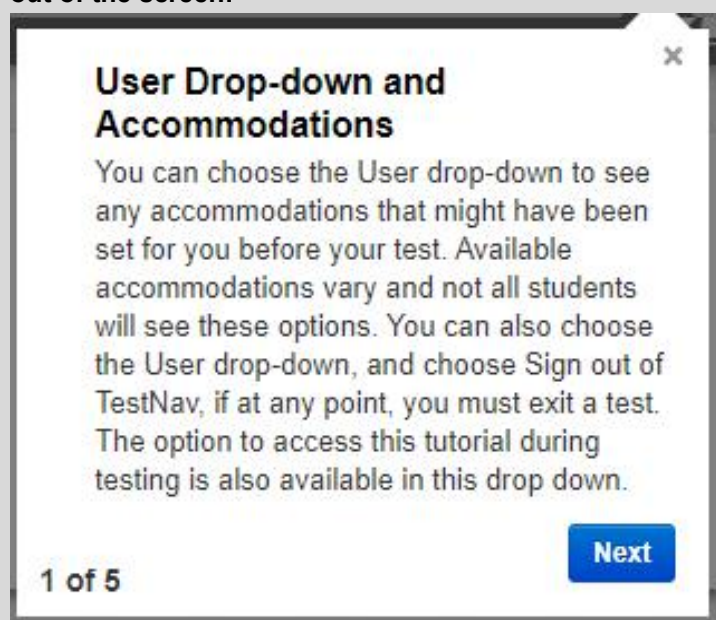 out of the screen.
×
User Drop-down and
Accommodations
You can choose the User drop-down to see
any accommodations that might have been
set for you before your test. Available
accommodations vary and not all students
will see these options. You can also choose
the User drop-down, and choose Sign out of
TestNav, if at any point, you must exit a test.
The option to access this tutorial during
testing is also available in this drop down.
Next
1 of 5